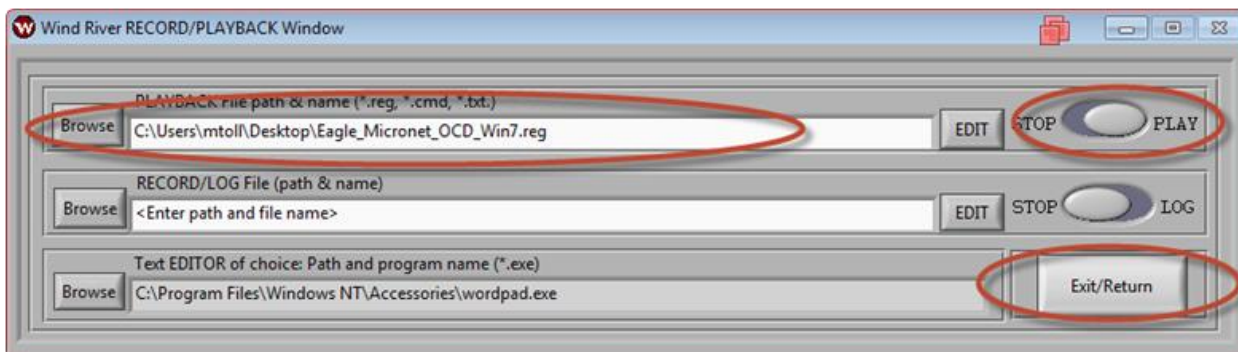 Wind River RECORD/PLAYBACK Window
PLAYBACK File path & name (*.reg, *.cmd, *.txt.)
Browse C:\Users\mtoll\Desktop\Eagle_Micronet_OCD_Win7.reg EDIT STOP PLAY
RECORD/LOG File (path & name)
Browse <Enter path and file name> EDIT STOP LOG
Text EDITOR of choice: Path and program name (*.exe)
Browse C:\Program Files\Windows NT\Accessories\wordpad.exe Exit/Return